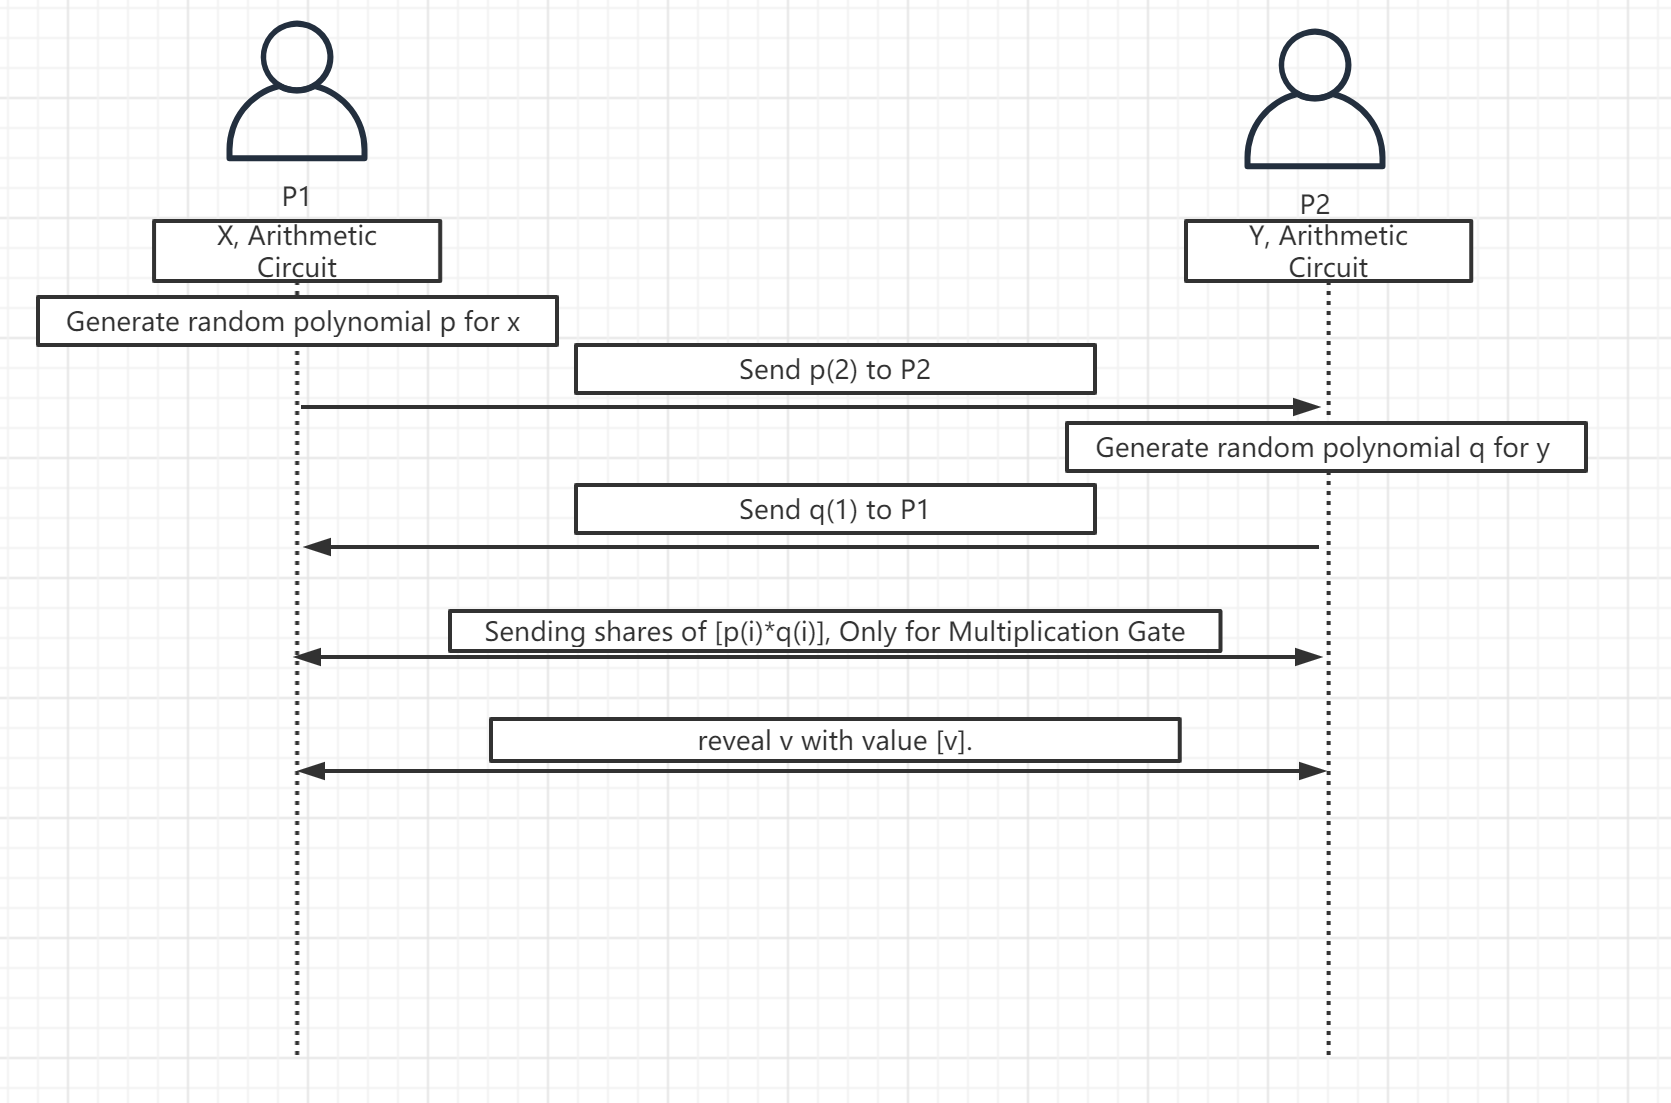 P1
P2
X, Arithmetic
Circuit
Y, Arithmetic
Circuit
Generate random polynomial p for x
Send p(2) to P2
Generate random polynomial q for y
Send q(1) to P1
Sending shares of [p(i)*q(i)], Only for Multiplication Gate
reveal v with value [v].